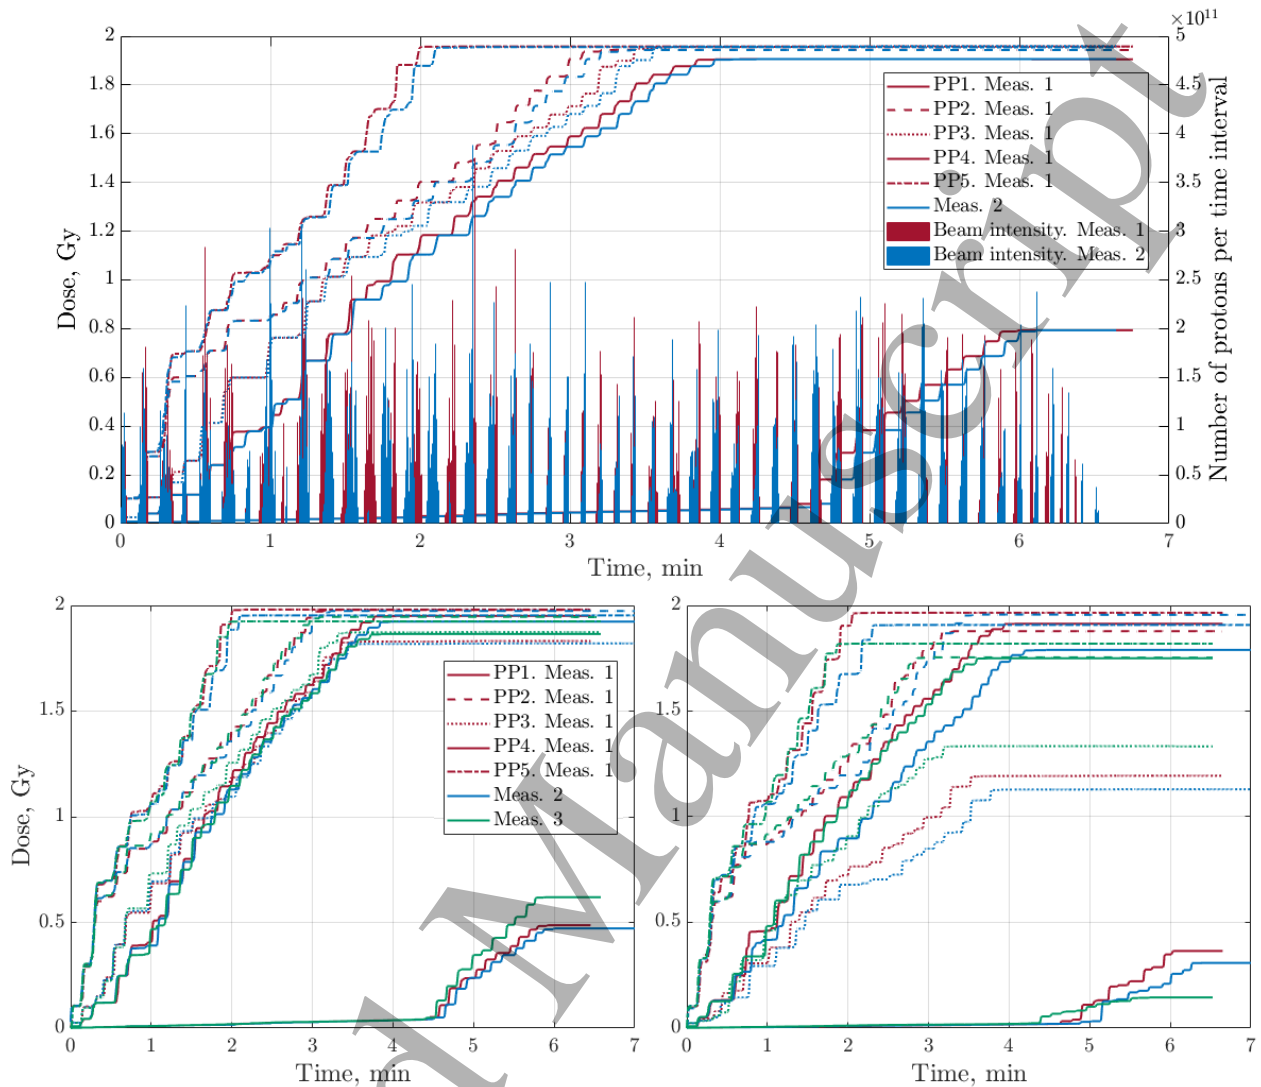 ×10¹¹
2
1.8
1.6
1.4
1.2
1
0.8
0.6
0.4
0.2
0
Dose, Gy
5
4.5
4
3.5
3
2.5
2
1.5
1
0.5
0
Number of protons per time interval
PP1. Meas. 1
PP2. Meas. 1
PP3. Meas. 1
PP4. Meas. 1
PP5. Meas. 1
Meas. 2
Beam intensity. Meas. 1
Beam intensity. Meas. 2
0 1 2 3 4 5 6 7
Time, min
2
1.5
1
0.5
0
Dose, Gy
PP1. Meas. 1
PP2. Meas. 1
PP3. Meas. 1
PP4. Meas. 1
PP5. Meas. 1
Meas. 2
Meas. 3
0 1 2 3 4 5 6 7
Time, min
2
1.5
1
0.5
0
0 1 2 3 4 5 6 7
Time, min
d Manuscript